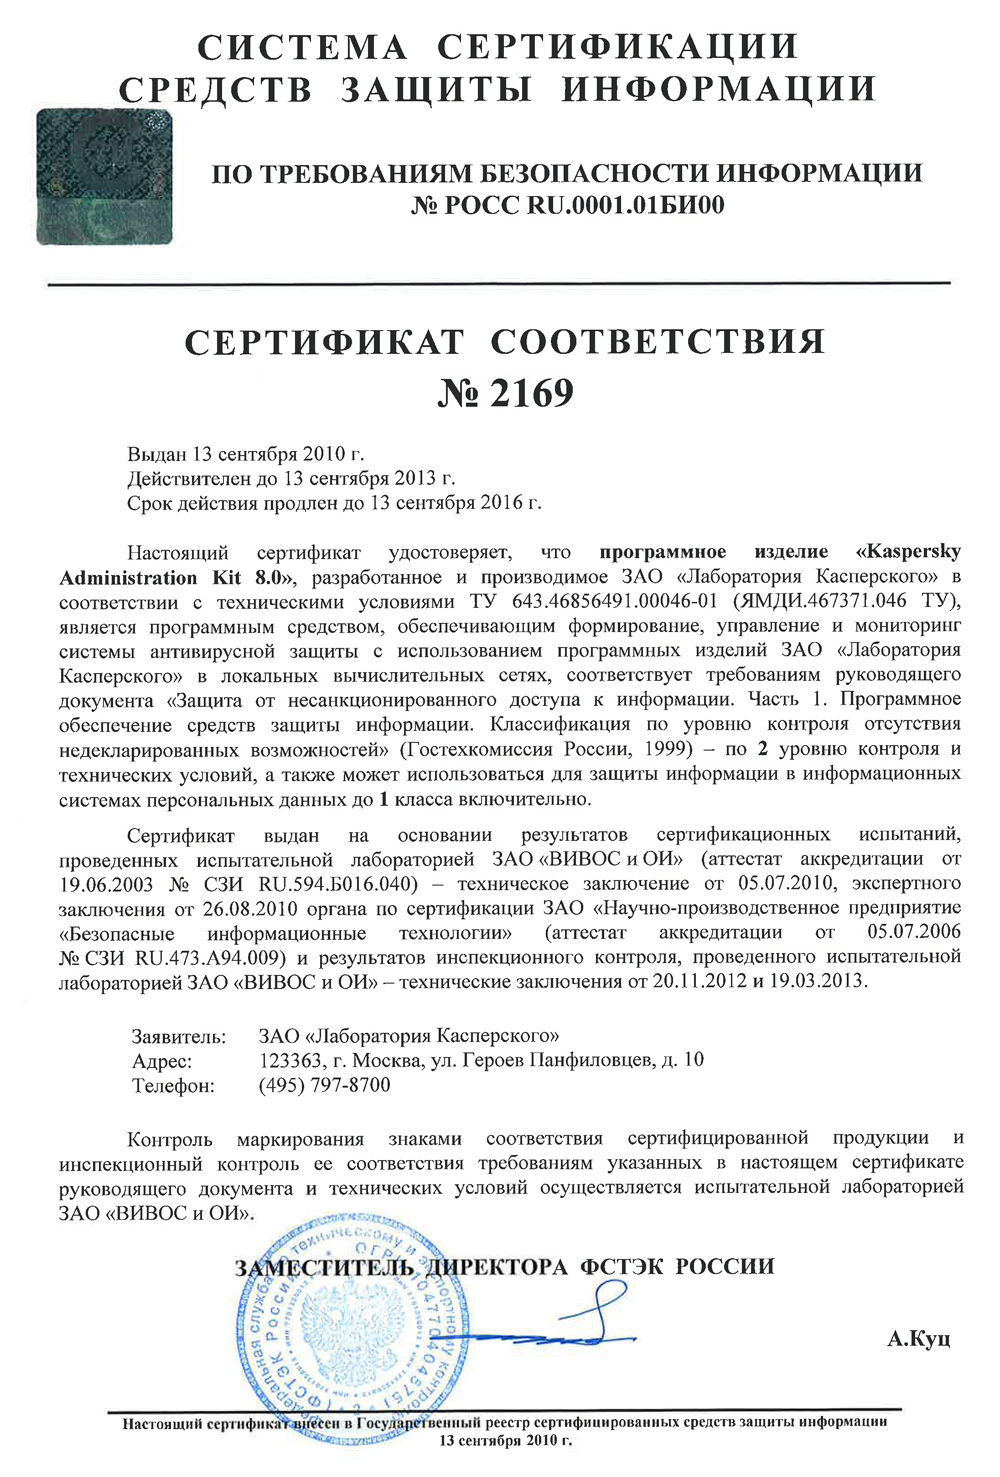 СИСТЕМА СЕРТИФИКАЦИИ
СРЕДСТВ ЗАЩИТЫ ИНФОРМАЦИИ
ПО ТРЕБОВАНИЯМ БЕЗОПАСНОСТИ ИНФОРМАЦИИ
№ РОСС RU.0001.01БИ00
СЕРТИФИКАТ СООТВЕТСТВИЯ
№ 2169
Выдан 13 сентября 2010 г.
Действителен до 13 сентября 2013 г.
Срок действия продлен до 13 сентября 2016 г.
Настоящий сертификат удостоверяет, что программное изделие «Kaspersky
Administration Kit 8.0», разработанное и производимое ЗАО «Лаборатория Касперского» в
соответствии с техническими условиями ТУ 643.46856491.00046-01 (ЯМДИ.467371.046 ТУ),
является программным средством, обеспечивающим формирование, управление и мониторинг
системы антивирусной защиты с использованием программных изделий ЗАО «Лаборатория
Касперского» в локальных вычислительных сетях, соответствует требованиям руководящего
документа «Защита от несанкционированного доступа к информации. Часть 1. Программное
обеспечение средств защиты информации. Классификация по уровню контроля отсутствия
недекларированных возможностей» (Гостехкомиссия России, 1999) – по 2 уровню контроля и
технических условий, а также может использоваться для защиты информации в информационных
системах персональных данных до 1 класса включительно.
Сертификат выдан на основании результатов сертификационных испытаний,
проведенных испытательной лабораторией ЗАО «ВИВОС и ОИ» (аттестат аккредитации от
19.06.2003 № СЗИ RU.594.Б016.040) – техническое заключение от 05.07.2010, экспертного
заключения от 26.08.2010 органа по сертификации ЗАО «Научно-производственное предприятие
«Безопасные информационные технологии» (аттестат аккредитации от 05.07.2006
№ СЗИ RU.473.А94.009) и результатов инспекционного контроля, проведенного испытательной
лабораторией ЗАО «ВИВОС и ОИ» – технические заключения от 20.11.2012 и 19.03.2013.
Заявитель: ЗАО «Лаборатория Касперского»
Адрес: 123363, г. Москва, ул. Героев Панфиловцев, д. 10
Телефон: (495) 797-8700
Контроль маркирования знаками соответствия сертифицированной продукции и
инспекционный контроль ее соответствия требованиям указанных в настоящем сертификате
руководящего документа и технических условий осуществляется испытательной лабораторией
ЗАО «ВИВОС и ОИ».
ЗАМЕСТИТЕЛЬ ДИРЕКТОРА ФСТЭК РОССИИ
А.Куц
Федеральная служба по техническому и экспортному контролю
(ФСТЭК России) ОГРН 1047704046751
Настоящий сертификат внесен в Государственный реестр сертифицированных средств защиты информации
13 сентября 2010 г.